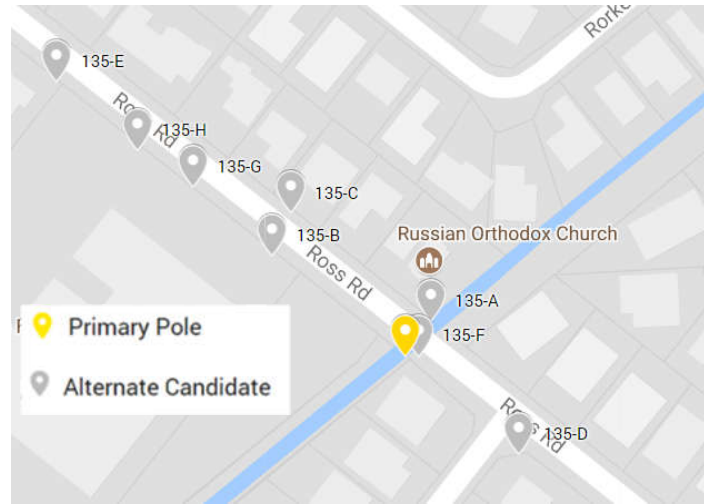 Rorke
135-E
Ross Rd
135-H
135-G
135-C
135-B
Russian Orthodox Church
Ross Rd
135-A
F
Primary Pole
135-F
Alternate Candidate
Ross Rd
135-D